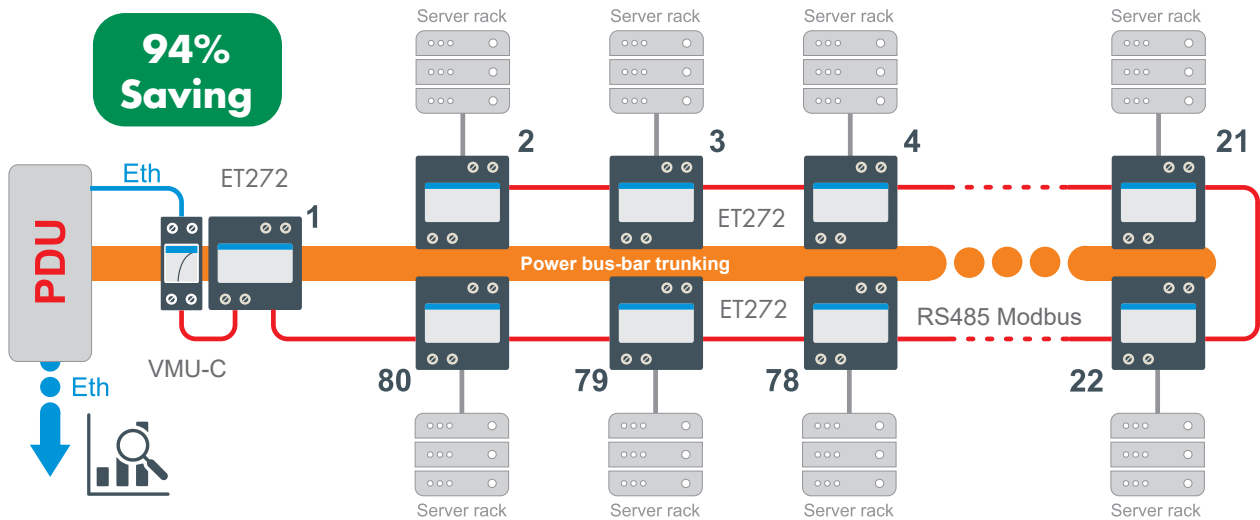 94%
Saving
Server rack
Server rack
Server rack
Server rack
2
3
4
21
Eth
ET272
1
ET272
PDU
Power bus-bar trunking
ET272
RS485 Modbus
VMU-C
80
79
78
22
Eth
Server rack
Server rack
Server rack
Server rack